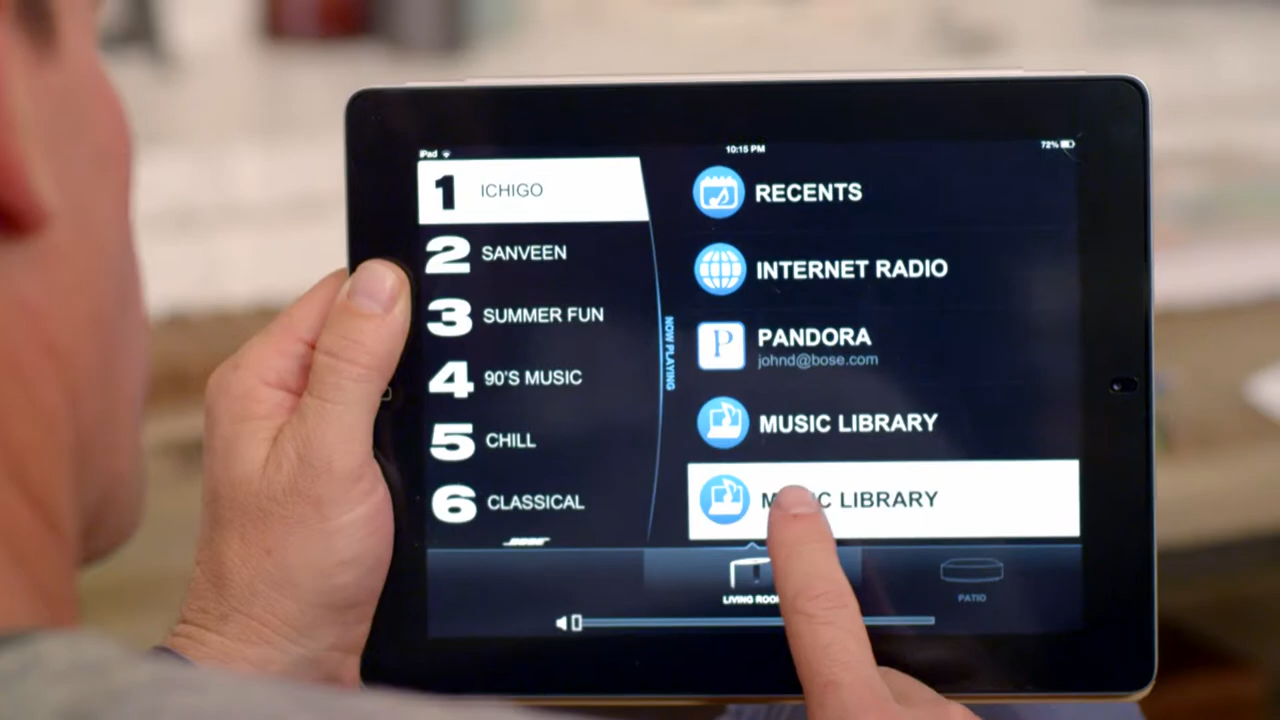 iPad
10:15 PM
72%
1 ICHIGO
2 SANVEEN
3 SUMMER FUN
4 90'S MUSIC
5 CHILL
6 CLASSICAL
BOSE
NOW PLAYING
RECENTS
INTERNET RADIO
P PANDORA
johnd@bose.com
MUSIC LIBRARY
LIBRARY
LIVING
PATIO